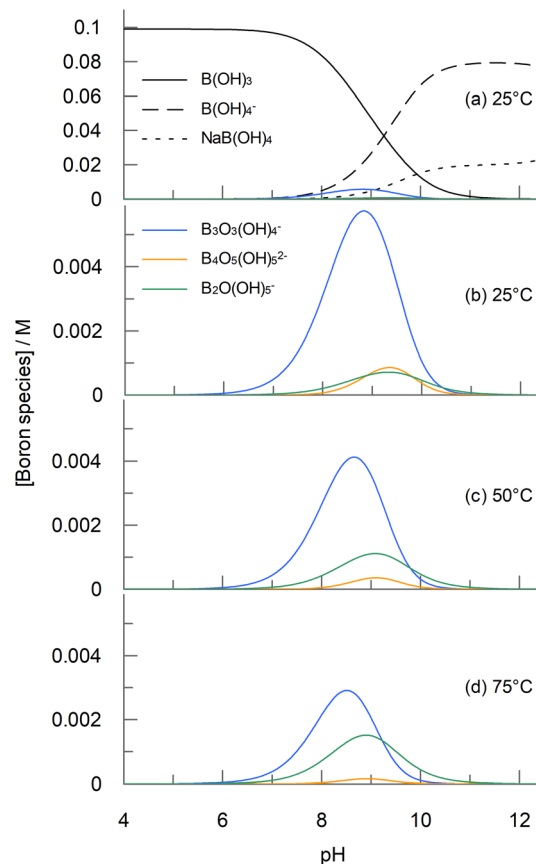 0.1
0.08
0.06
0.04
0.02
0
B(OH)₃
B(OH)₄⁻
NaB(OH)₄
(a) 25°C
B₃O₃(OH)₄⁻
B₄O₅(OH)₅²⁻
B₂O(OH)₅⁻
0.004
0.002
0
(b) 25°C
[Boron species] / M
0.004
0.002
0
(c) 50°C
0.004
0.002
0
(d) 75°C
4
6
8
10
12
pH